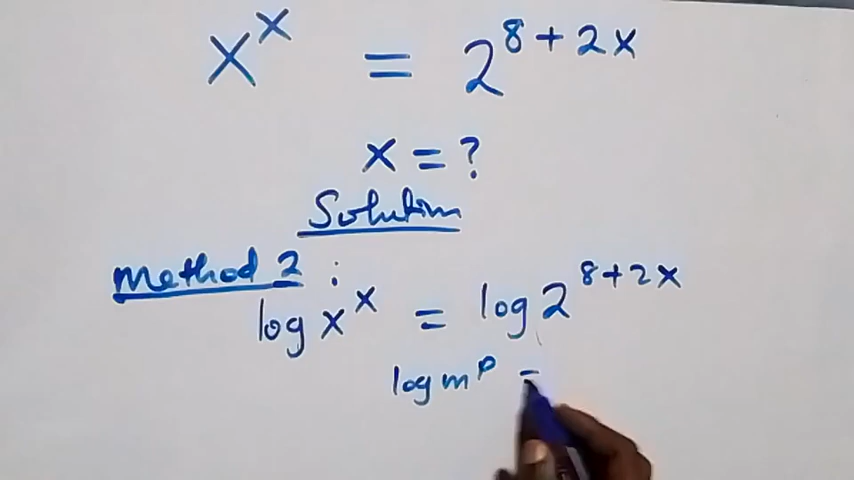 x^x = 2^{8+2x}
x = ?
Solution
Method 2 :
log x^x = log 2^{8+2x}
log m^p =